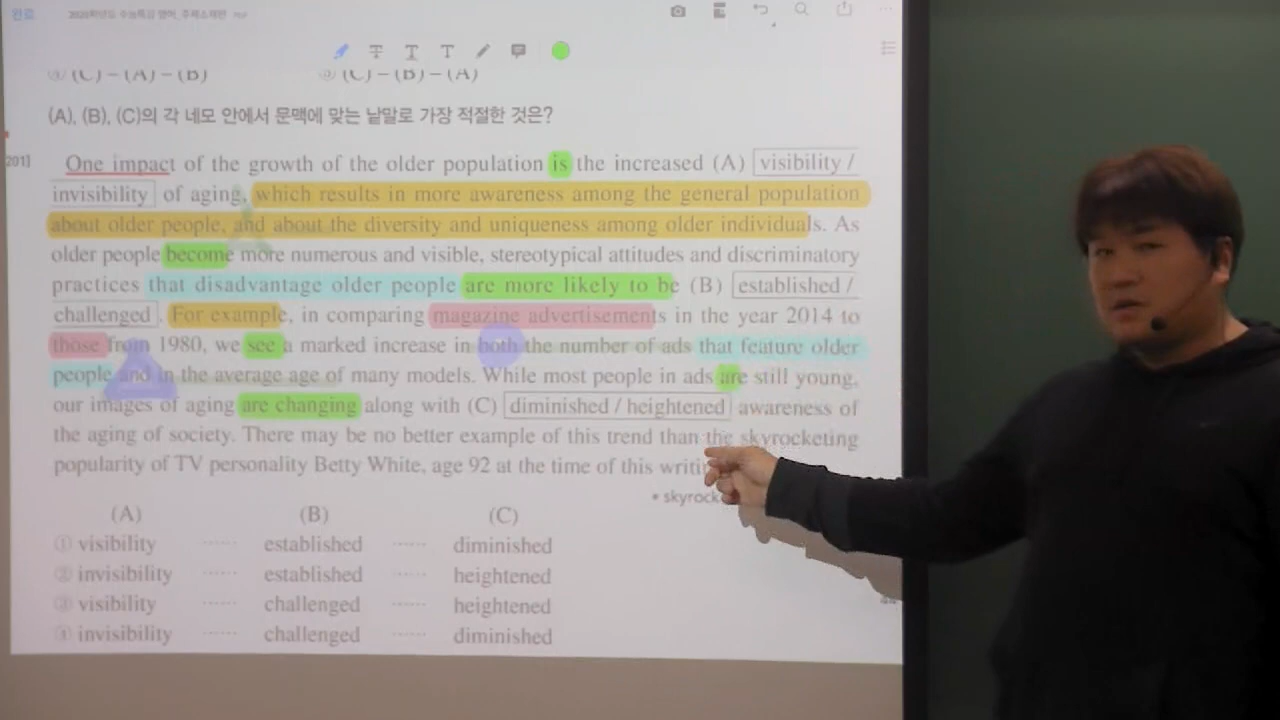 완료 2020학년도 수능특강 영어_주제소재편 PDF
④ (C) – (A) – (B) ⑤ (C) – (B) – (A)
(A), (B), (C)의 각 네모 안에서 문맥에 맞는 낱말로 가장 적절한 것은?
201] One impact of the growth of the older population is the increased (A) visibility /
invisibility of aging, which results in more awareness among the general population
about older people, and about the diversity and uniqueness among older individuals. As
older people become more numerous and visible, stereotypical attitudes and discriminatory
practices that disadvantage older people are more likely to be (B) established /
challenged . For example, in comparing magazine advertisements in the year 2014 to
those from 1980, we see a marked increase in both the number of ads that feature older
people and in the average age of many models. While most people in ads are still young,
our images of aging are changing along with (C) diminished / heightened awareness of
the aging of society. There may be no better example of this trend than the skyrocketing
popularity of TV personality Betty White, age 92 at the time of this
(A) (B) (C)
① visibility ······ established ······ diminished
② invisibility ······ established ······ heightened
③ visibility ······ challenged ······ heightened
④ invisibility ······ challenged ······ diminished